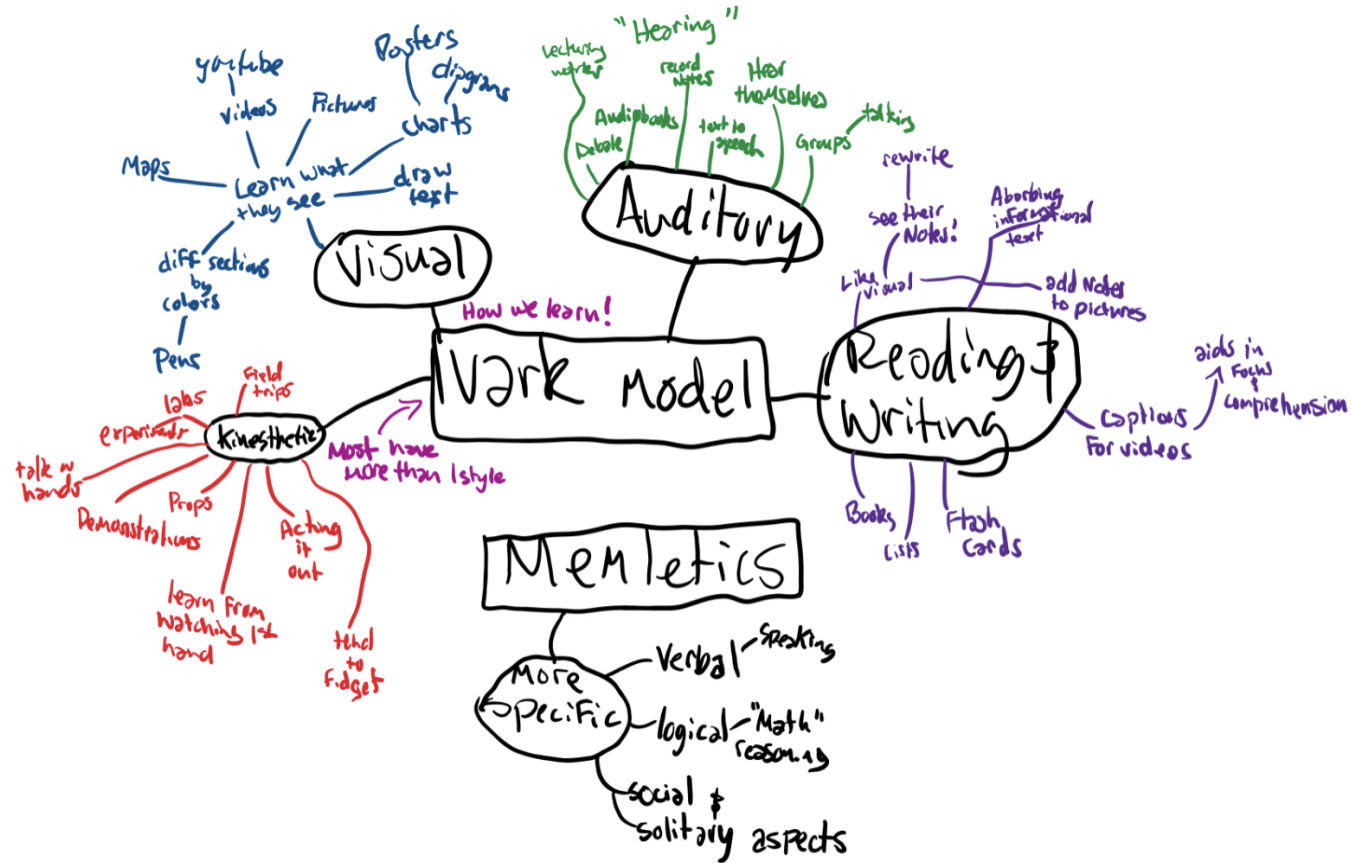 youtube
videos
Pictures
Posters
diagrams
charts
Maps
Learn what
they see
draw
text
diff sections
by
colors
Pens
Visual
"Hearing"
Lecturing
works
record
Notes
Hear
themselves
Audiobooks
Debate
text to
speech
Groups
talking
Auditory
rewrite
see their
Notes!
Like
visual
Aborbing
informational
text
add Notes
to pictures
Reading &
Writing
aids in
Focus
&
comprehension
captions
For videos
Books
Lists
Flash
Cards
How we learn!
Vark Model
Most have
more than 1 style
Field
trips
labs
experiments
Kinesthetic
talk w
hands
Demonstrations
Props
Acting
it
out
learn from
watching 1st
hand
tend
to
fidget
Memletics
More
Specific
Verbal
speaking
logical
"Math"
reasoning
social &
solitary aspects